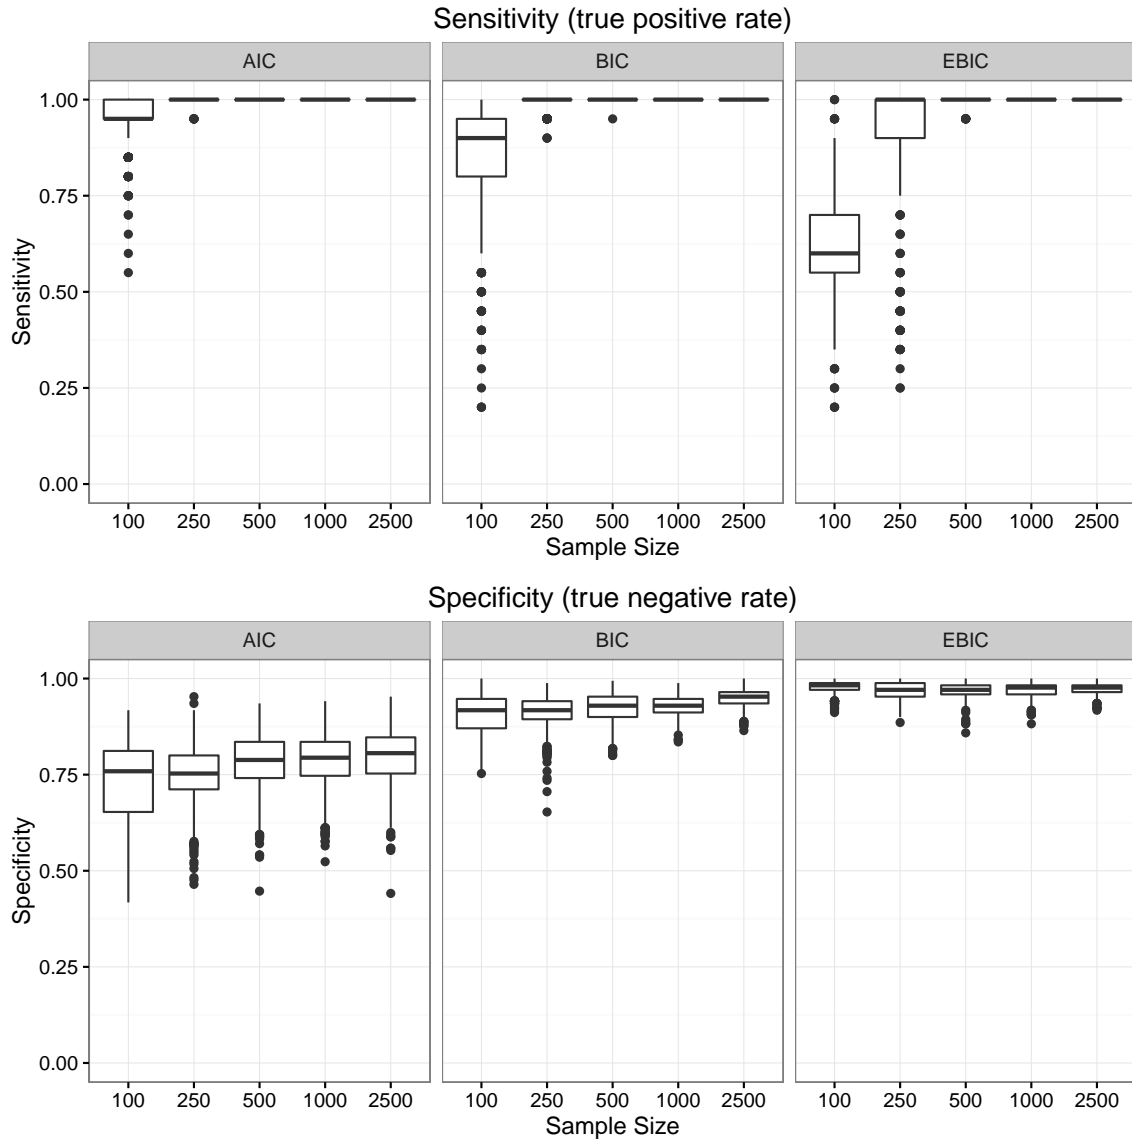 Sensitivity (true positive rate)
AIC BIC EBIC
1.00
0.75
0.50
0.25
0.00
Sensitivity
100 250 500 1000 2500 100 250 500 1000 2500 100 250 500 1000 2500
Sample Size
Specificity (true negative rate)
AIC BIC EBIC
1.00
0.75
0.50
0.25
0.00
Specificity
100 250 500 1000 2500 100 250 500 1000 2500 100 250 500 1000 2500
Sample Size